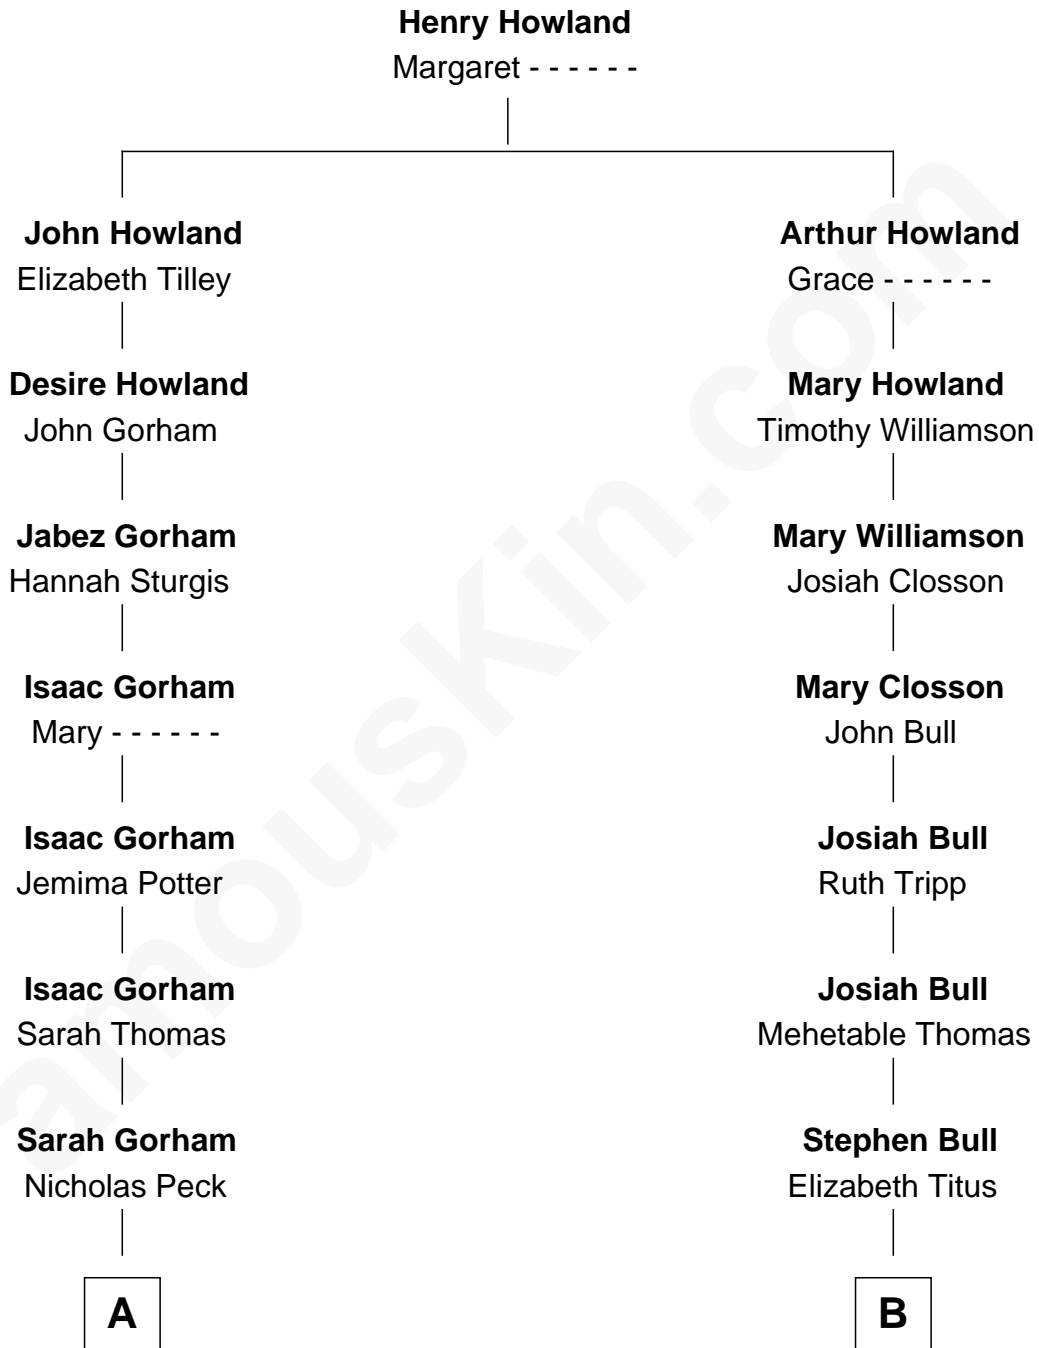 Henry Howland
Margaret - - - - - -
John Howland
Elizabeth Tilley
Arthur Howland
Grace - - - - - -
Desire Howland
John Gorham
Mary Howland
Timothy Williamson
Jabez Gorham
Hannah Sturgis
Mary Williamson
Josiah Closson
Isaac Gorham
Mary - - - - - -
Mary Closson
John Bull
Isaac Gorham
Jemima Potter
Josiah Bull
Ruth Tripp
Isaac Gorham
Sarah Thomas
Josiah Bull
Mehetable Thomas
Sarah Gorham
Nicholas Peck
Stephen Bull
Elizabeth Titus
A
B
amousKin.com